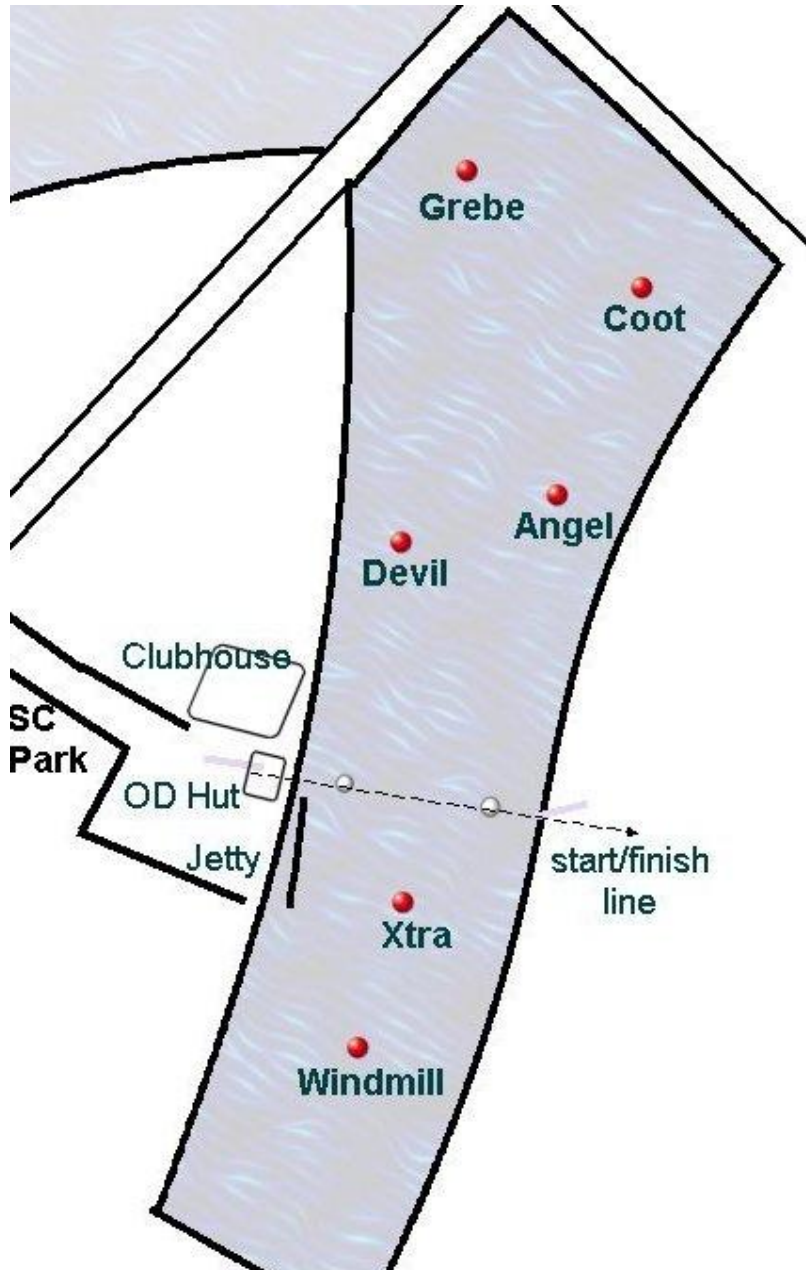 Grebe
Coot
Angel
Devil
Clubhouse
SC
Park
OD Hut
Jetty
start/finish
line
Xtra
Windmill